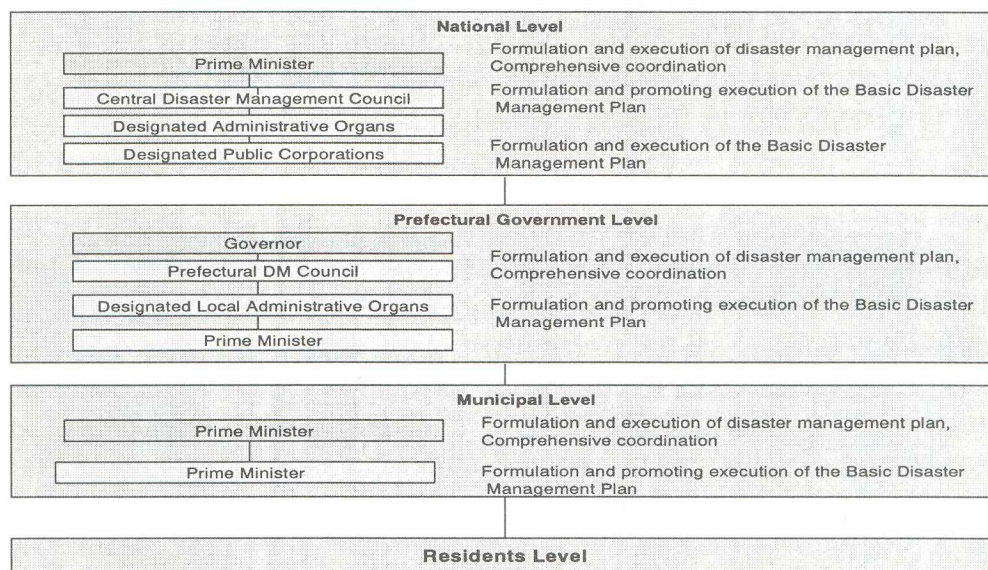 National Level
Prime Minister
Formulation and execution of disaster management plan,
Comprehensive coordination
Central Disaster Management Council
Formulation and promoting execution of the Basic Disaster
Management Plan
Designated Administrative Organs
Designated Public Corporations
Formulation and execution of the Basic Disaster
Management Plan
Prefectural Government Level
Governor
Prefectural DM Council
Formulation and execution of disaster management plan,
Comprehensive coordination
Designated Local Administrative Organs
Formulation and promoting execution of the Basic Disaster
Management Plan
Prime Minister
Municipal Level
Prime Minister
Formulation and execution of disaster management plan,
Comprehensive coordination
Prime Minister
Formulation and promoting execution of the Basic Disaster
Management Plan
Residents Level